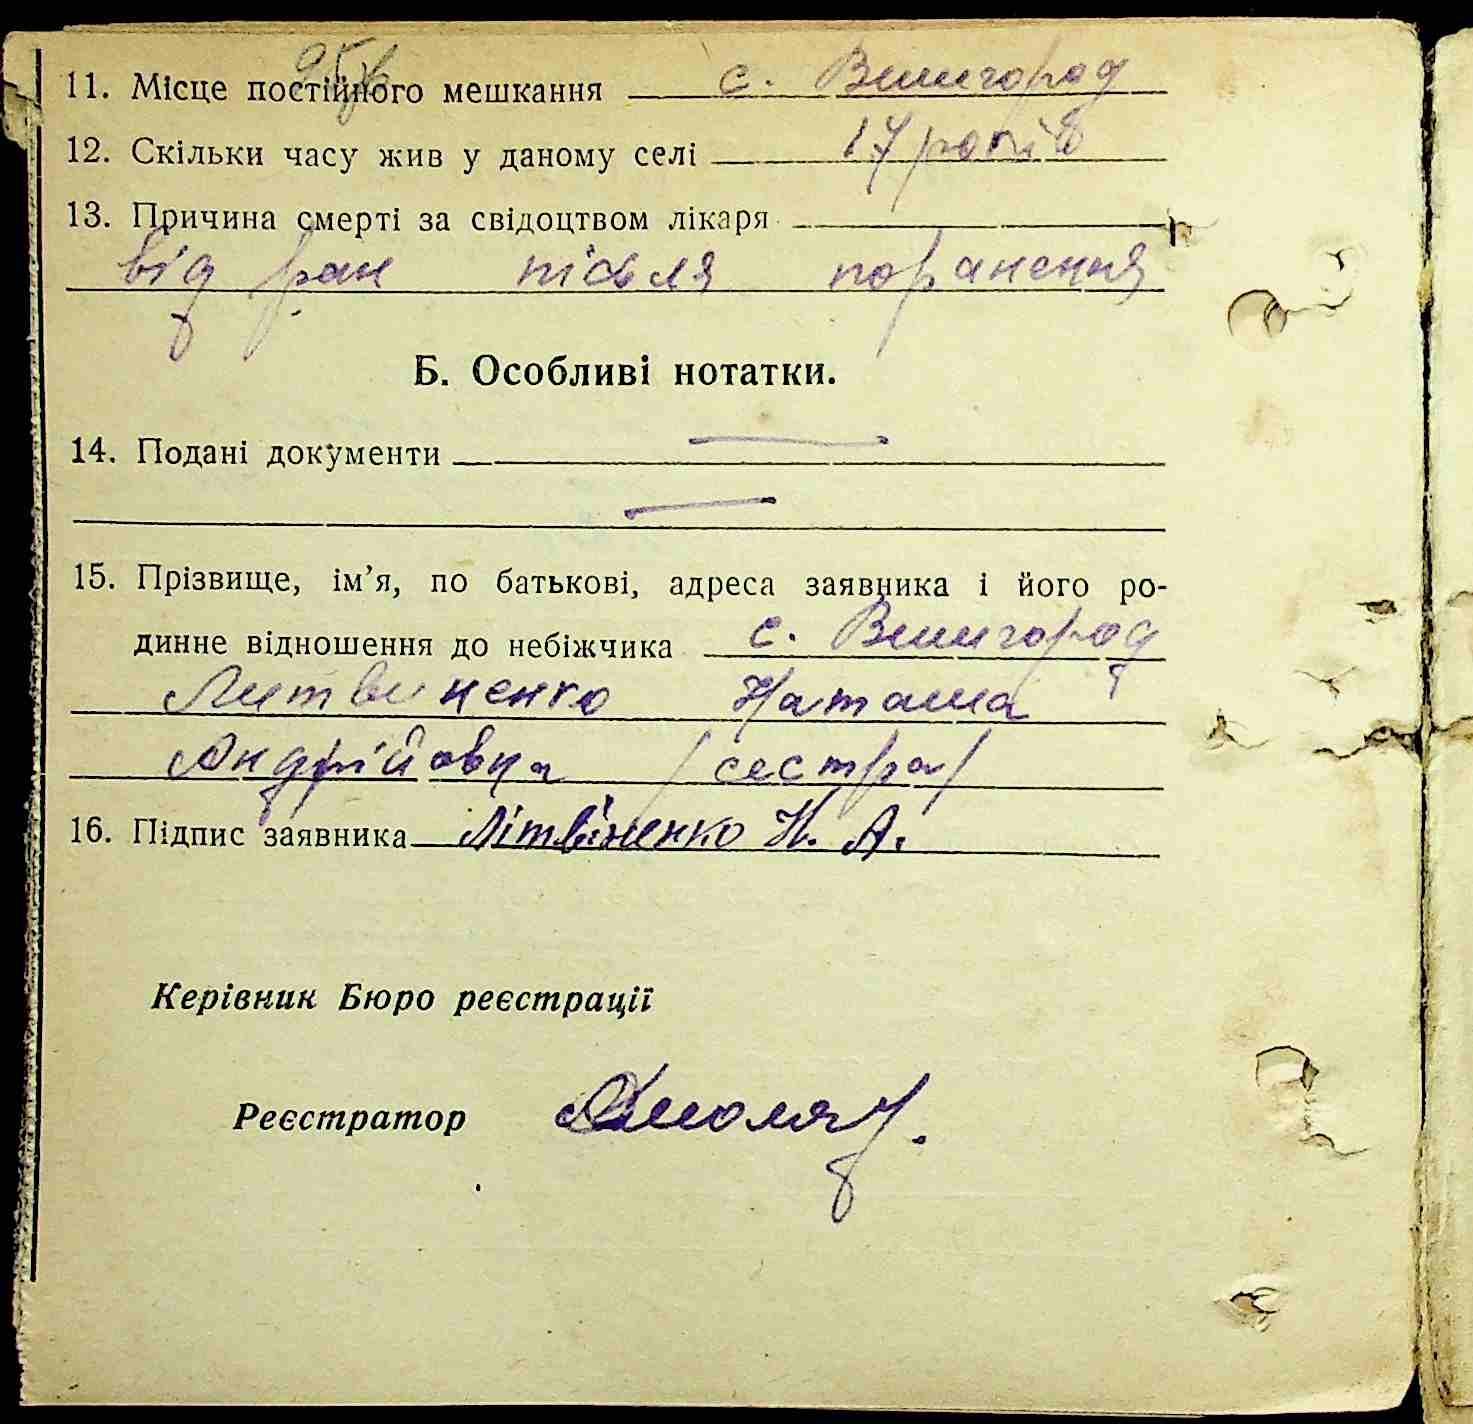 11. Місце постійного мешкання с. Вишгород
12. Скільки часу жив у даному селі 17 років
13. Причина смерті за свідоцтвом лікаря
від ран після поранення
Б. Особливі нотатки.
14. Подані документи —
—
15. Прізвище, ім’я, по батькові, адреса заявника і його ро-
динне відношення до небіжчика с. Вишгород
Литвиненко Наташа
Андрійовна /сестра/
16. Підпис заявника Літвіненко Н. А.
Керівник Бюро реєстрації
Реєстратор